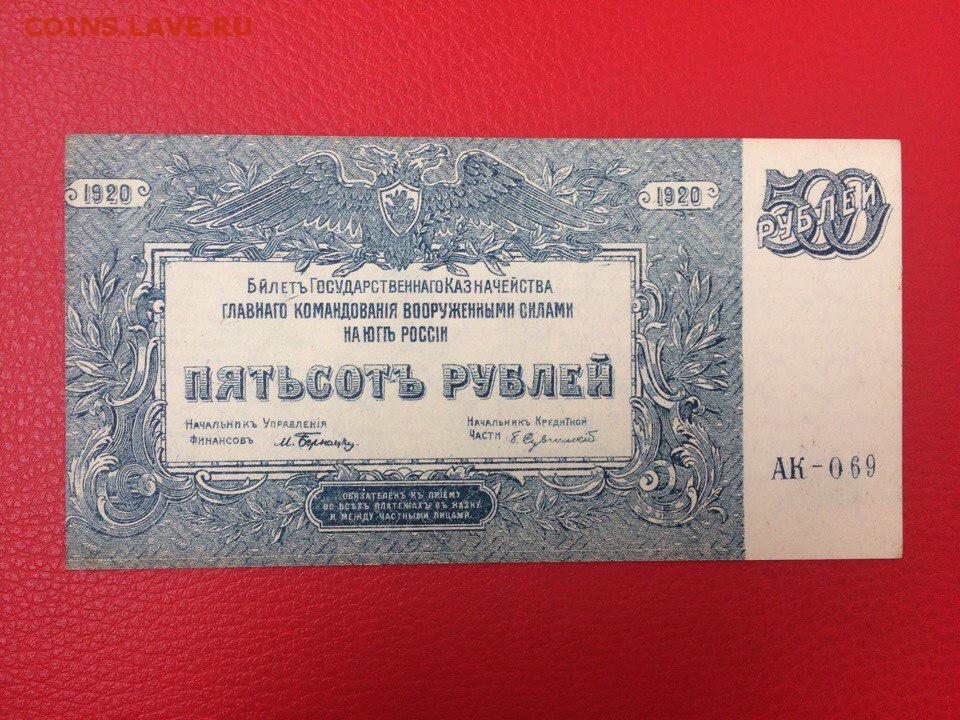 COINS.LAVE.RU
1920
1920
500
РУБЛЕЙ
БИЛЕТЪ ГОСУДАРСТВЕННАГО КАЗНАЧЕЙСТВА
ГЛАВНАГО КОМАНДОВАНІЯ ВООРУЖЕННЫМИ СИЛАМИ
НА ЮГѢ РОССІИ
ПЯТЬСОТЪ РУБЛЕЙ
НАЧАЛЬНИКЪ УПРАВЛЕНІЯ
ФИНАНСОВЪ
НАЧАЛЬНИКЪ КРЕДИТНОЙ
ЧАСТИ
АК-069
ОБЯЗАТЕЛЕНЪ КЪ ПРІЕМУ
ВО ВСѢХЪ ПЛАТЕЖАХЪ ВЪ КАЗНУ
И МЕЖДУ ЧАСТНЫМИ ЛИЦАМИ.